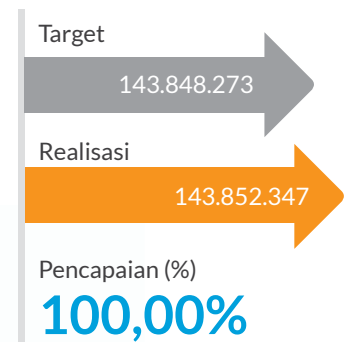 Target
143.848.273
Realisasi
143.852.347
Pencapaian (%)
100,00%